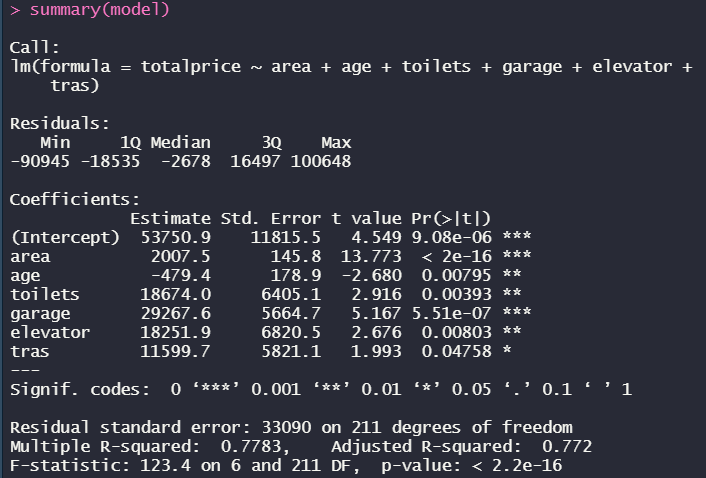 > summary(model)
Call:
lm(formula = totalprice ~ area + age + toilets + garage + elevator +
    tras)
Residuals:
   Min     1Q Median     3Q    Max
-90945 -18535  -2678  16497 100648
Coefficients:
            Estimate Std. Error t value Pr(>|t|)
(Intercept)  53750.9    11815.5   4.549 9.08e-06 ***
area          2007.5      145.8  13.773  < 2e-16 ***
age           -479.4      178.9  -2.680  0.00795 **
toilets      18674.0     6405.1   2.916  0.00393 **
garage       29267.6     5664.7   5.167 5.51e-07 ***
elevator     18251.9     6820.5   2.676  0.00803 **
tras         11599.7     5821.1   1.993  0.04758 *
---
Signif. codes:  0 ‘***’ 0.001 ‘**’ 0.01 ‘*’ 0.05 ‘.’ 0.1 ‘ ’ 1
Residual standard error: 33090 on 211 degrees of freedom
Multiple R-squared:  0.7783,    Adjusted R-squared:  0.772
F-statistic: 123.4 on 6 and 211 DF,  p-value: < 2.2e-16